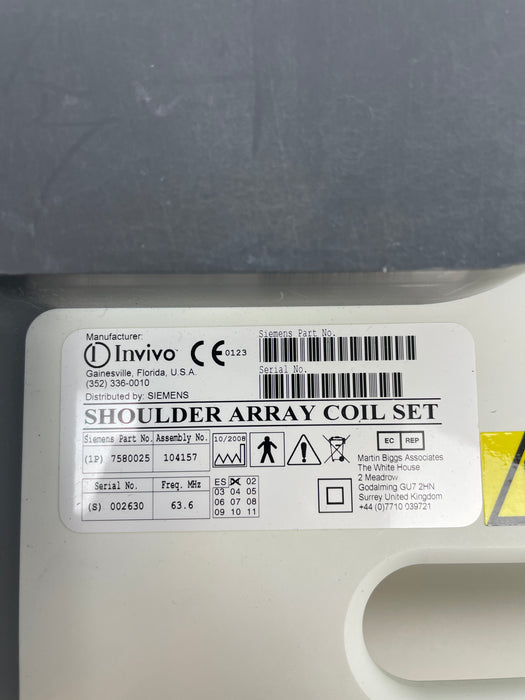 Manufacturer:
Invivo™ CE 0123
Gainesville, Florida, U.S.A.
(352) 336-0010
Distributed by: SIEMENS
Siemens Part No.
Serial No.
SHOULDER ARRAY COIL SET
Siemens Part No. Assembly No.
(1P) 7580025 104157
10/2008
Serial No. Freq. MHz
(S) 002630 63.6
ES 02
03 04 05
06 07 08
09 10 11
EC REP
Martin Biggs Associates
The White House
2 Meadrow
Godalming GU7 2HN
Surrey United Kingdom
+44 (0)7710 039721